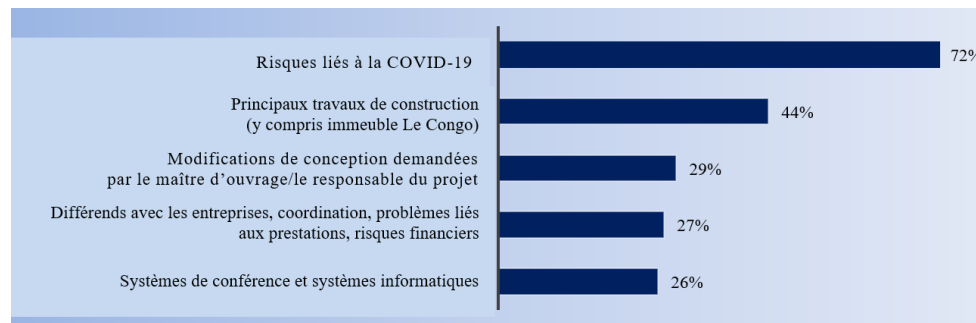 Risques liés à la COVID-19
72%
Principaux travaux de construction
(y compris immeuble Le Congo)
44%
Modifications de conception demandées
par le maître d’ouvrage/le responsable du projet
29%
Différends avec les entreprises, coordination, problèmes liés
aux prestations, risques financiers
27%
Systèmes de conférence et systèmes informatiques
26%